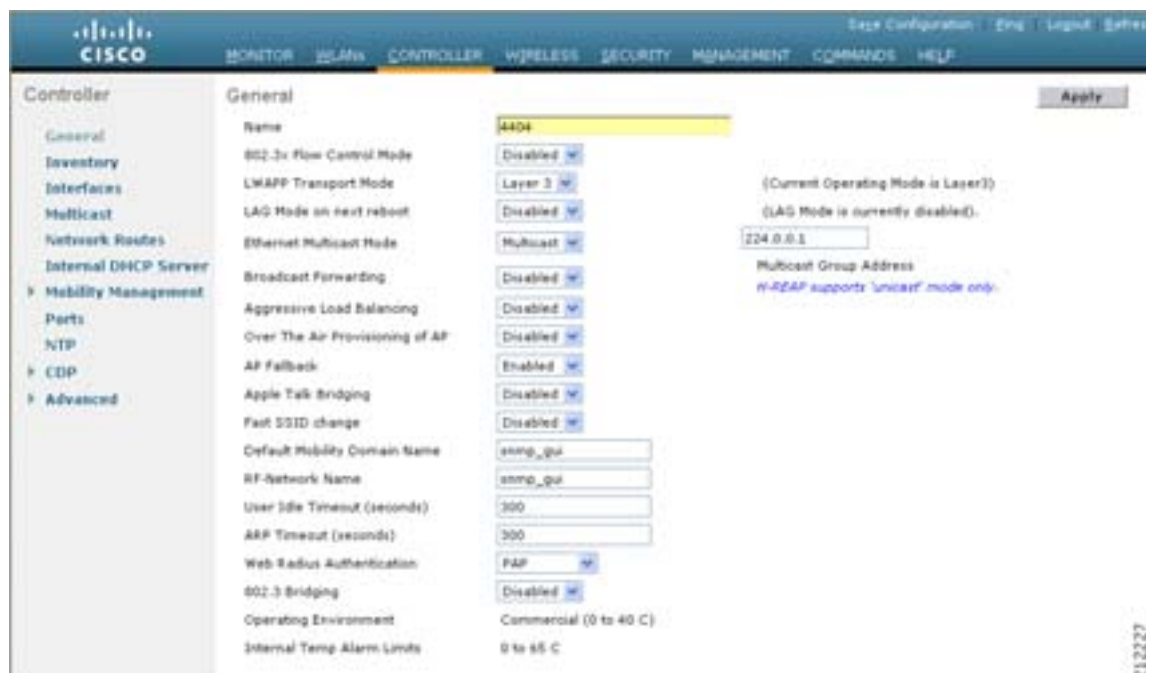 Save Configuration Ping Logout Refres
CISCO
MONITOR WLANs CONTROLLER WIRELESS SECURITY MANAGEMENT COMMANDS HELP
Controller
General
Inventory
Interfaces
Multicast
Network Routes
Internal DHCP Server
Mobility Management
Ports
NTP
CDP
Advanced
General
Apply
Name 4404
802.3x Flow Control Mode Disabled
LWAPP Transport Mode Layer 3 (Current Operating Mode is Layer3)
LAG Mode on next reboot Disabled (LAG Mode is currently disabled).
Ethernet Multicast Mode Multicast 224.0.0.1
Multicast Group Address
H-REAP supports 'unicast' mode only.
Broadcast Forwarding Disabled
Aggressive Load Balancing Disabled
Over The Air Provisioning of AP Disabled
AP Fallback Enabled
Apple Talk Bridging Disabled
Fast SSID change Disabled
Default Mobility Domain Name snmp_gui
RF-Network Name snmp_gui
User Idle Timeout (seconds) 300
ARP Timeout (seconds) 300
Web Radius Authentication PAP
802.3 Bridging Disabled
Operating Environment Commercial (0 to 40 C)
Internal Temp Alarm Limits 0 to 65 C
212227